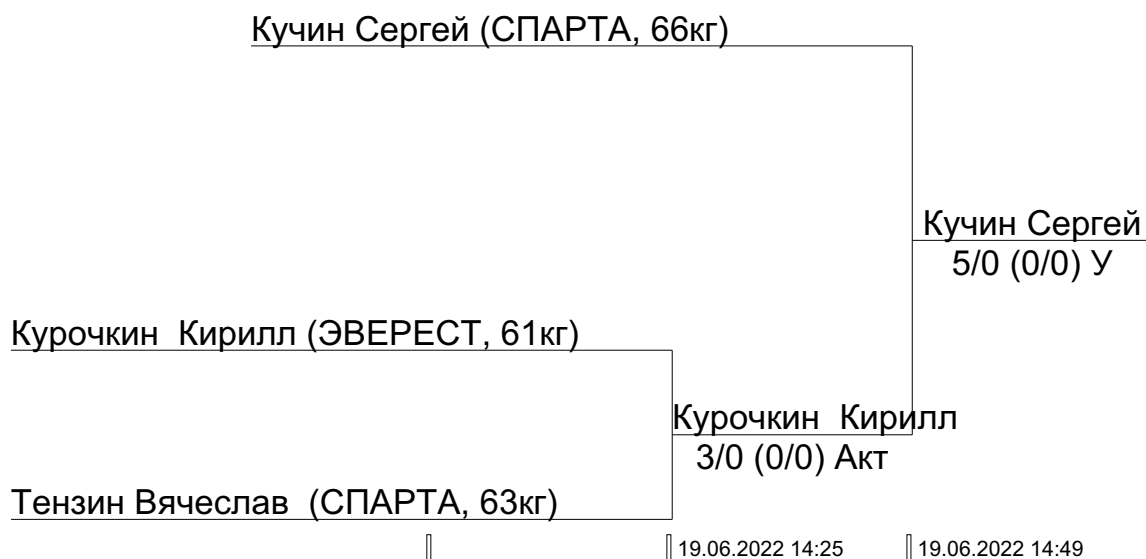 Кучин Сергей (СПАРТА, 66кг)
Кучин Сергей
5/0 (0/0) У
Курочкин  Кирилл (ЭВЕРЕСТ, 61кг)
Курочкин  Кирилл
3/0 (0/0) Акт
Тензин Вячеслав  (СПАРТА, 63кг)
19.06.2022 14:25
19.06.2022 14:49